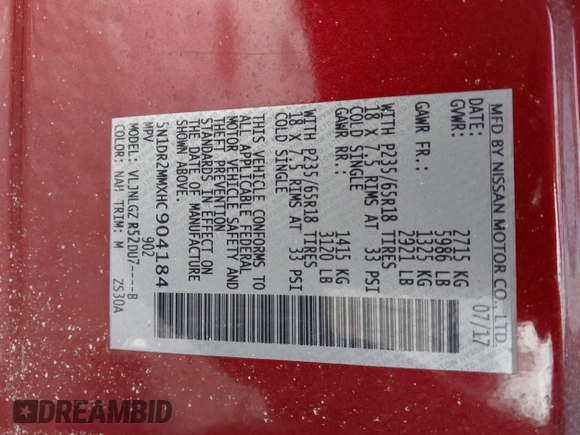 MFD BY NISSAN MOTOR CO., LTD.
DATE: 07/17
GVWR: 2715 KG
5986 LB
GAWR FR: 1325 KG
2921 LB
WITH P235/65R18 TIRES
18 X 7.5 RIMS AT 33 PSI
COLD SINGLE
GAWR RR: 1415 KG
3120 LB
WITH P235/65R18 TIRES
18 X 7.5 RIMS AT 33 PSI
COLD SINGLE
THIS VEHICLE CONFORMS TO
ALL APPLICABLE FEDERAL
MOTOR VEHICLE SAFETY AND
THEFT PREVENTION
STANDARDS IN EFFECT ON
THE DATE OF MANUFACTURE
SHOWN ABOVE.
5N1DR2MMXHC904184
MPV 902
MODEL: VLJNLGZ R52DU7----B
COLOR: NAH TRIM: M ZS30A
DREAMBID